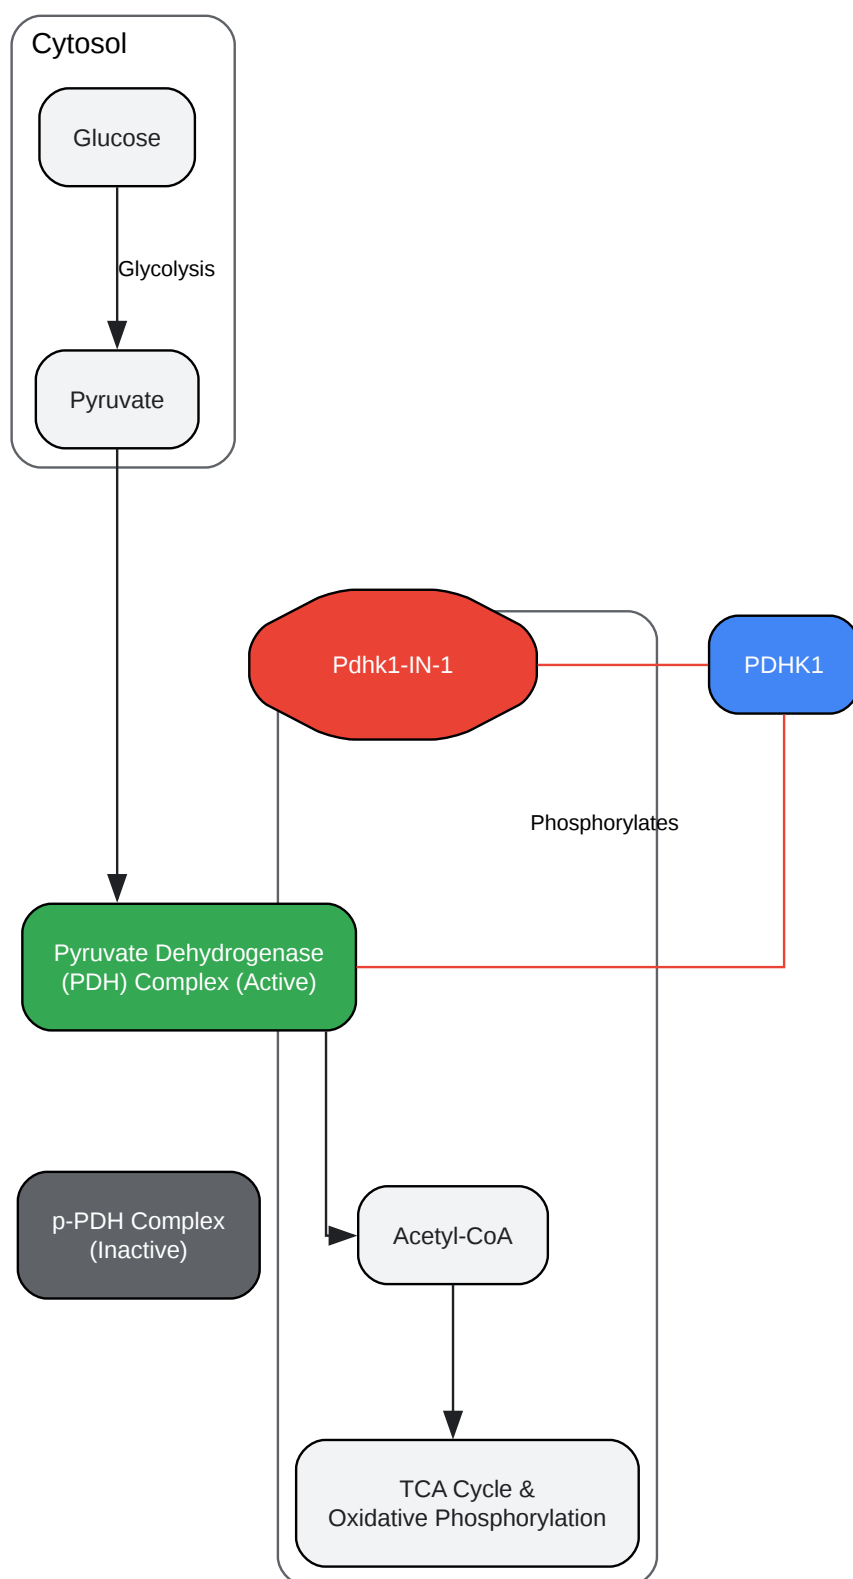 Cytosol
Glucose
Glycolysis
Pyruvate
Pdhk1-IN-1
PDHK1
Phosphorylates
Pyruvate Dehydrogenase
(PDH) Complex (Active)
p-PDH Complex
(Inactive)
Acetyl-CoA
TCA Cycle &
Oxidative Phosphorylation